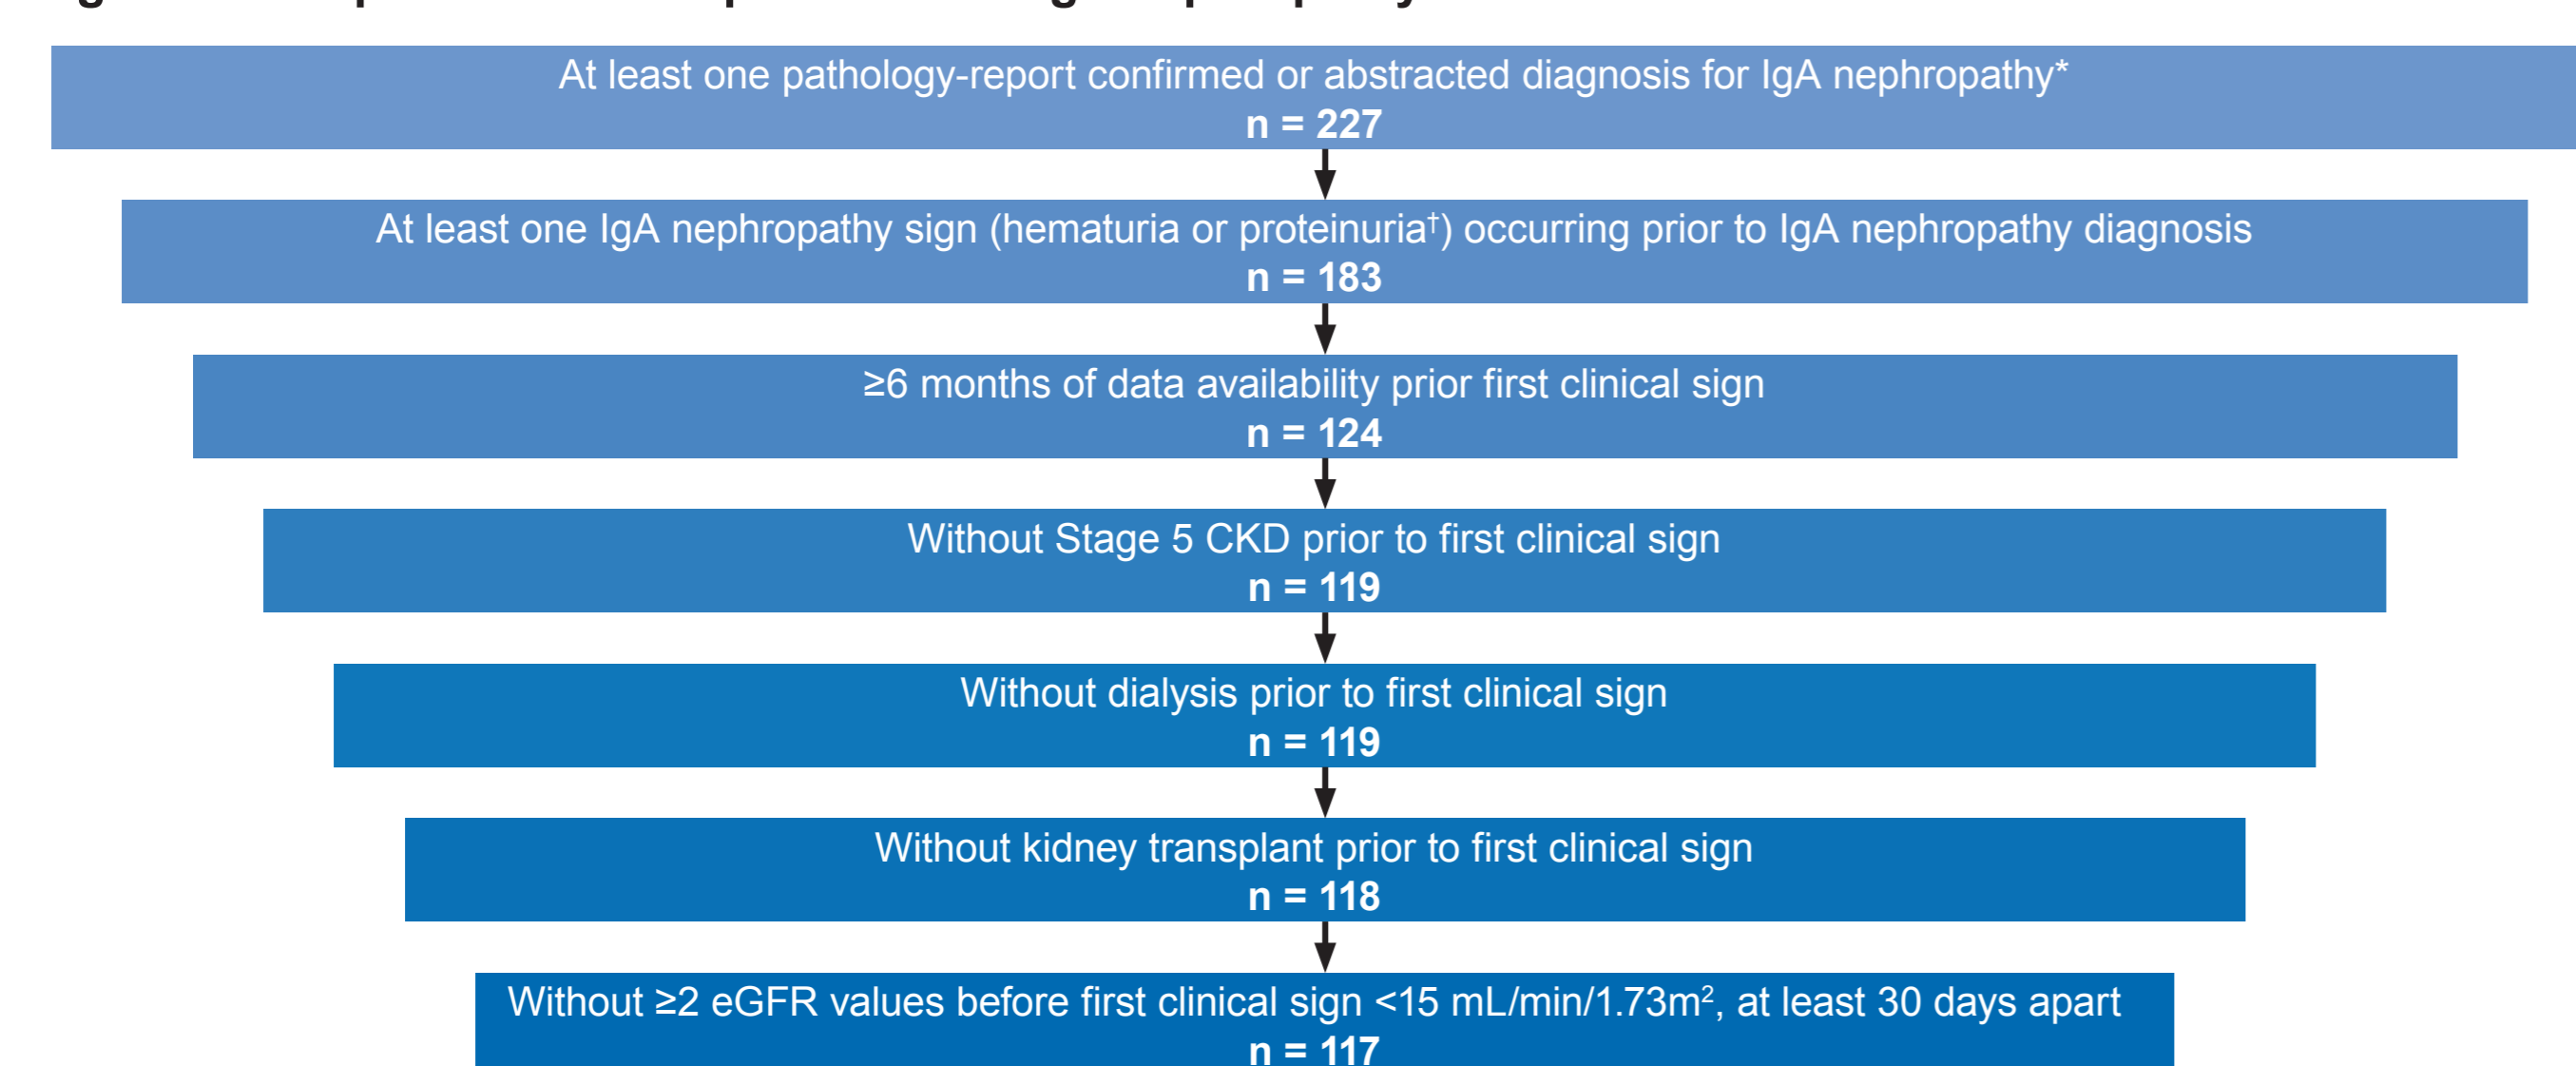 At least one pathology-report confirmed or abstracted diagnosis for IgA nephropathy*
n = 227
At least one IgA nephropathy sign (hematuria or proteinuria†) occurring prior to IgA nephropathy diagnosis
n = 183
≥6 months of data availability prior first clinical sign
n = 124
Without Stage 5 CKD prior to first clinical sign
n = 119
Without dialysis prior to first clinical sign
n = 119
Without kidney transplant prior to first clinical sign
n = 118
Without ≥2 eGFR values before first clinical sign <15 mL/min/1.73m², at least 30 days apart
n = 117